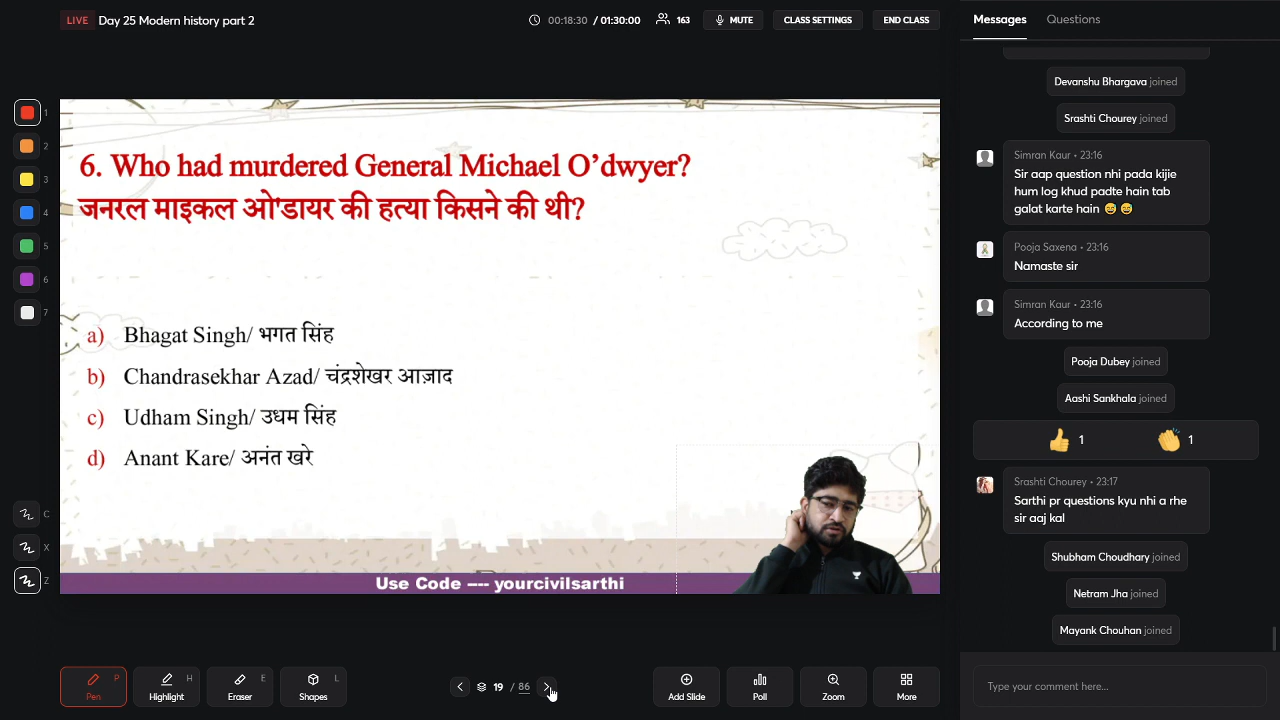 LIVE Day 25 Modern history part 2
00:18:30 / 01:30:00
163
MUTE
CLASS SETTINGS
END CLASS
Messages
Questions
1
2
3
4
5
6
7
C
X
Z
6. Who had murdered General Michael O’dwyer?
जनरल माइकल ओ'डायर की हत्या किसने की थी?
a) Bhagat Singh/ भगत सिंह
b) Chandrasekhar Azad/ चंद्रशेखर आज़ाद
c) Udham Singh/ उधम सिंह
d) Anant Kare/ अनंत खरे
Use Code ---- yourcivilsarthi
Pen P
Highlight H
Eraser E
Shapes L
19 / 86
Add Slide
Poll
Zoom
More
Devanshu Bhargava joined
Srashti Chourey joined
Simran Kaur • 23:16
Sir aap question nhi pada kijie
hum log khud padte hain tab
galat karte hain 😅 😅
Pooja Saxena • 23:16
Namaste sir
Simran Kaur • 23:16
According to me
Pooja Dubey joined
Aashi Sankhala joined
👍 1 👏 1
Srashti Chourey • 23:17
Sarthi pr questions kyu nhi a rhe
sir aaj kal
Shubham Choudhary joined
Netram Jha joined
Mayank Chouhan joined
Type your comment here...